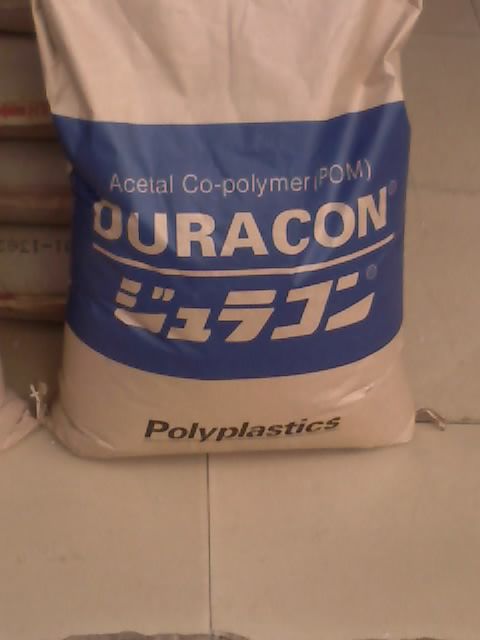 Acetal Co-polymer (POM)
DURACON®
ジュラコン®
Polyplastics